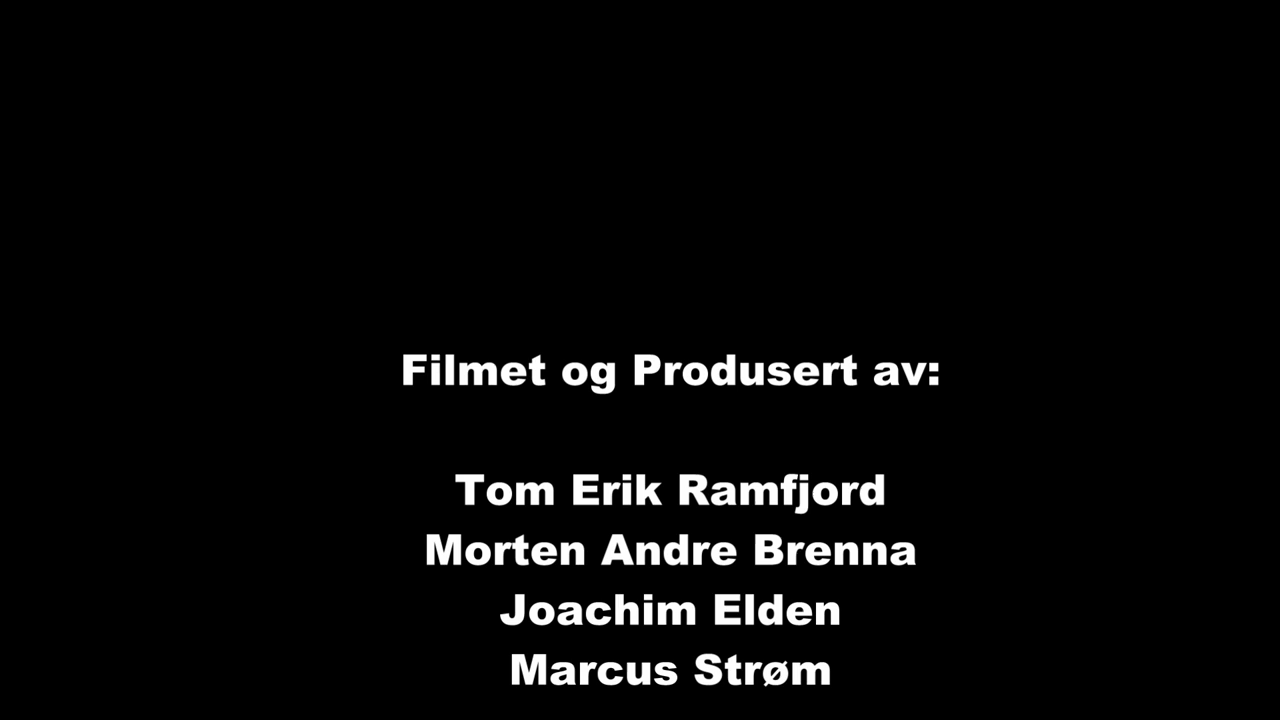 Filmet og Produsert av:
Tom Erik Ramfjord
Morten Andre Brenna
Joachim Elden
Marcus Strøm